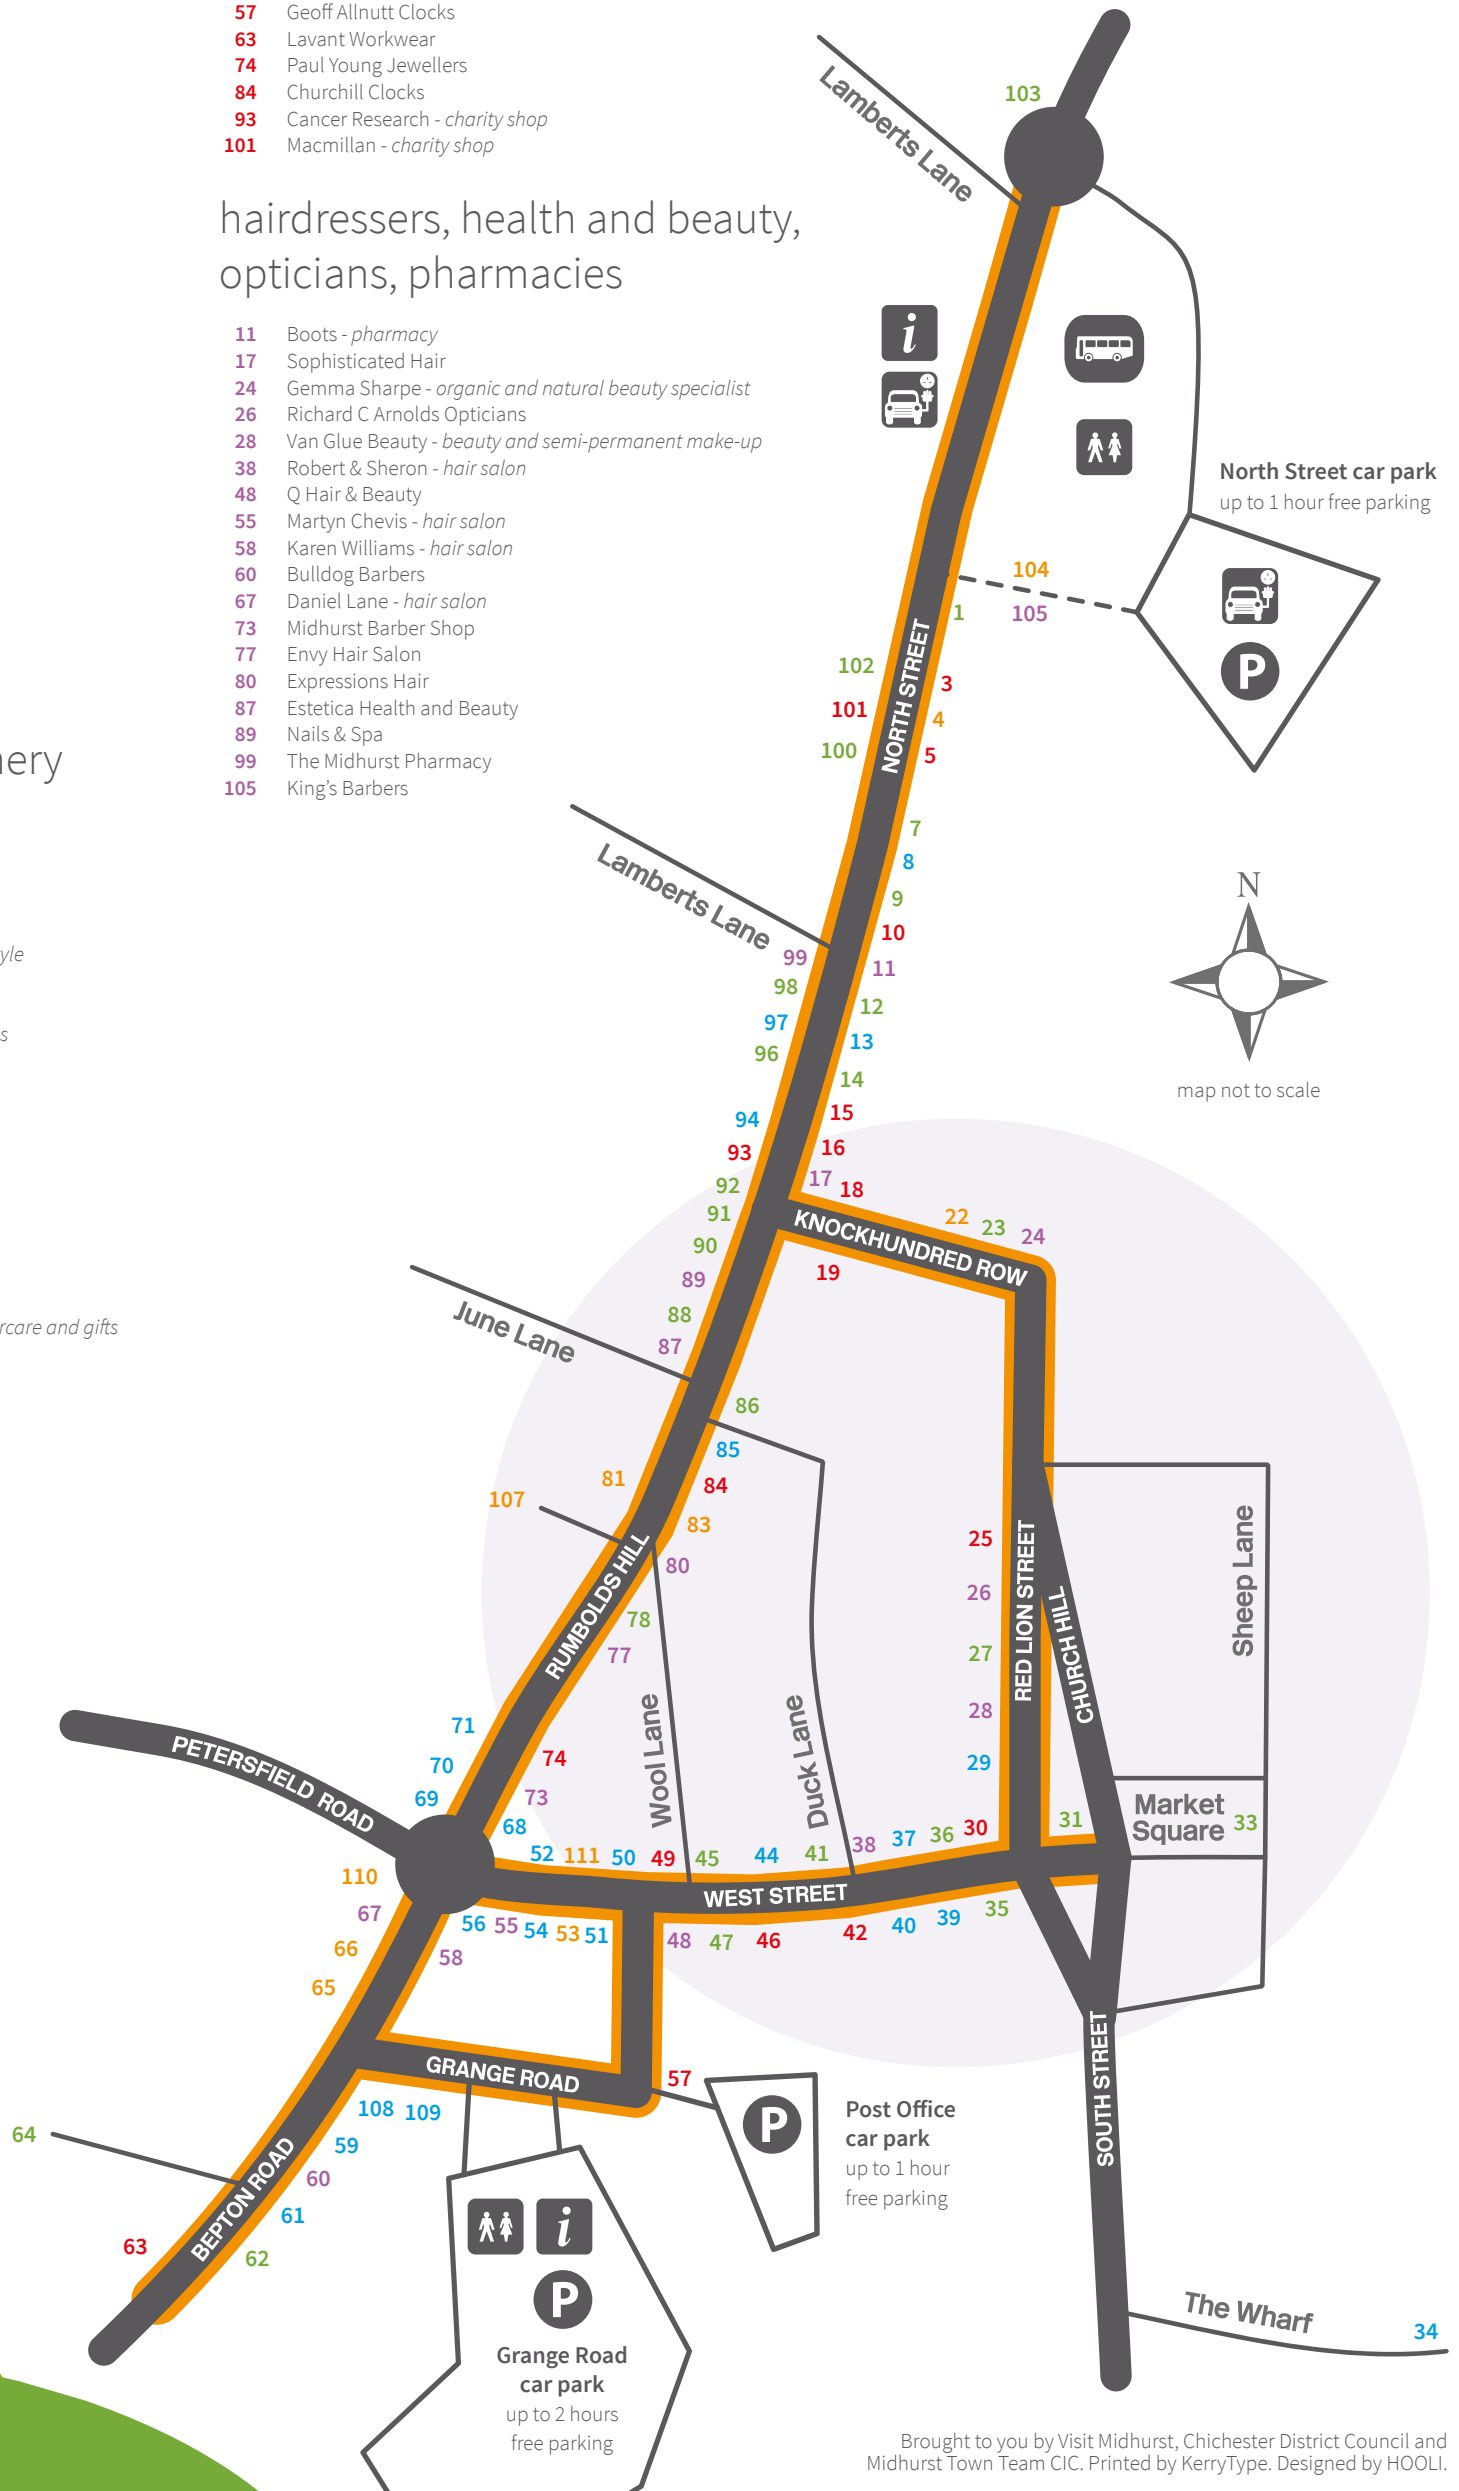 57 Geoff Allnutt Clocks
63 Lavant Workwear
74 Paul Young Jewellers
84 Churchill Clocks
93 Cancer Research - charity shop
101 Macmillan - charity shop
hairdressers, health and beauty,
opticians, pharmacies
11 Boots - pharmacy
17 Sophisticated Hair
24 Gemma Sharpe - organic and natural beauty specialist
26 Richard C Arnolds Opticians
28 Van Glue Beauty - beauty and semi-permanent make-up
38 Robert & Sheron - hair salon
48 Q Hair & Beauty
55 Martyn Chevis - hair salon
58 Karen Williams - hair salon
60 Bulldog Barbers
67 Daniel Lane - hair salon
73 Midhurst Barber Shop
77 Envy Hair Salon
80 Expressions Hair
87 Estetica Health and Beauty
89 Nails & Spa
99 The Midhurst Pharmacy
105 King's Barbers
nery
yle
s
rcare and gifts
Lamberts Lane
103
i
North Street car park
up to 1 hour free parking
P
104
105
1
102
3
101
4
100
5
NORTH STREET
7
8
9
10
Lamberts Lane
99
11
98
12
97
13
96
14
94
15
93
16
92
17
18
91
22
23
24
KNOCKHUNDRED ROW
90
19
89
88
87
June Lane
N
map not to scale
86
85
81
84
107
83
80
RUMBOLDS HILL
78
77
25
26
27
28
29
RED LION STREET
CHURCH HILL
Sheep Lane
Wool Lane
Duck Lane
71
70
69
74
73
68
PETERSFIELD ROAD
52
111
50
49
45
44
41
38
37
36
30
31
Market
Square
33
WEST STREET
110
67
66
65
56
55
54
53
51
58
48
47
46
42
40
39
35
GRANGE ROAD
57
108
109
59
60
61
62
64
63
BEPTON ROAD
P
Post Office
car park
up to 1 hour
free parking
SOUTH STREET
i
P
Grange Road
car park
up to 2 hours
free parking
The Wharf
34
Brought to you by Visit Midhurst, Chichester District Council and
Midhurst Town Team CIC. Printed by KerryType. Designed by HOOLI.